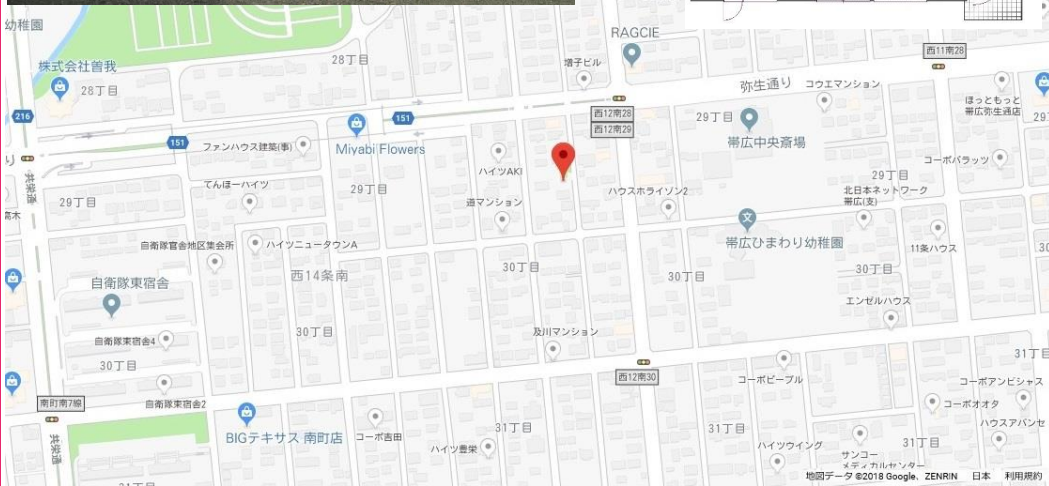 幼稚園
RAGCIE
28丁目
増子ビル
西11南28
株式会社曽我
28丁目
弥生通り
コウエマンション
216
151
西12南28
西12南29
29丁目
ほっともっと
帯広弥生通店
151
ファンハウス建築(事)
Miyabi Flowers
帯広中央斎場
コーポバラッツ
共栄通
ハイツAKI
てんほーハイツ
29丁目
29丁目
ハウスホライゾン2
29丁目
北日本ネットワーク
帯広(支)
道マンション
自衛隊官舎地区集会所
ハイツニュータウンA
帯広ひまわり幼稚園
11条ハウス
西14条南
30丁目
30丁目
30丁目
自衛隊東宿舎
エンゼルハウス
30丁目
及川マンション
自衛隊東宿舎4
30丁目
31丁目
西12南30
コーポピープル
コーポアンビシャス
南町南7線
自衛隊東宿舎2
コーポオオタ
BIGテキサス 南町店
コーポ吉田
31丁目
31丁目
ハウスアバンセ
共栄通
ハイツ豊栄
ハイツウイング
サンコー
メディカルセンター
31丁目
地図データ ©2018 Google、ZENRIN 日本 利用規約